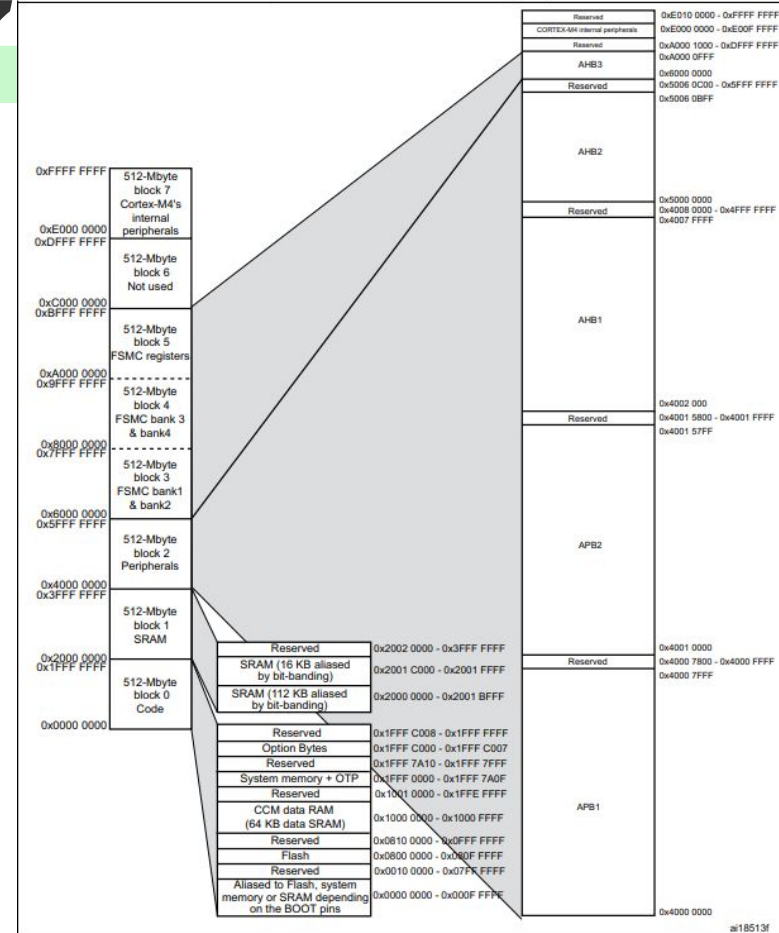 0xFFFF FFFF
512-Mbyte
block 7
Cortex-M4's
internal
peripherals
0xE000 0000
0xDFFF FFFF
512-Mbyte
block 6
Not used
0xC000 0000
0xBFFF FFFF
512-Mbyte
block 5
FSMC registers
0xA000 0000
0x9FFF FFFF
512-Mbyte
block 4
FSMC bank 3
& bank4
0x8000 0000
0x7FFF FFFF
512-Mbyte
block 3
FSMC bank1
& bank2
0x6000 0000
0x5FFF FFFF
512-Mbyte
block 2
Peripherals
0x4000 0000
0x3FFF FFFF
512-Mbyte
block 1
SRAM
0x2000 0000
0x1FFF FFFF
512-Mbyte
block 0
Code
0x0000 0000
Reserved 0x2002 0000 - 0x3FFF FFFF
SRAM (16 KB aliased
by bit-banding)
0x2001 C000 - 0x2001 FFFF
SRAM (112 KB aliased
by bit-banding)
0x2000 0000 - 0x2001 BFFF
Reserved 0x1FFF C008 - 0x1FFF FFFF
Option Bytes 0x1FFF C000 - 0x1FFF C007
Reserved 0x1FFF 7A10 - 0x1FFF 7FFF
System memory + OTP 0x1FFF 0000 - 0x1FFF 7A0F
Reserved 0x1001 0000 - 0x1FFE FFFF
CCM data RAM
(64 KB data SRAM)
0x1000 0000 - 0x1000 FFFF
Reserved 0x0810 0000 - 0x0FFF FFFF
Flash 0x0800 0000 - 0x080F FFFF
Reserved 0x0010 0000 - 0x07FF FFFF
Aliased to Flash, system
memory or SRAM depending
on the BOOT pins
0x0000 0000 - 0x000F FFFF
Reserved 0xE010 0000 - 0xFFFF FFFF
CORTEX-M4 internal peripherals 0xE000 0000 - 0xE00F FFFF
Reserved 0xA000 1000 - 0xDFFF FFFF
0xA000 0FFF
AHB3
0x6000 0000
Reserved 0x5006 0C00 - 0x5FFF FFFF
0x5006 0BFF
AHB2
0x5000 0000
Reserved 0x4008 0000 - 0x4FFF FFFF
0x4007 FFFF
AHB1
0x4002 000
Reserved 0x4001 5800 - 0x4001 FFFF
0x4001 57FF
APB2
0x4001 0000
Reserved 0x4000 7800 - 0x4000 FFFF
0x4000 7FFF
APB1
0x4000 0000
ai18513f